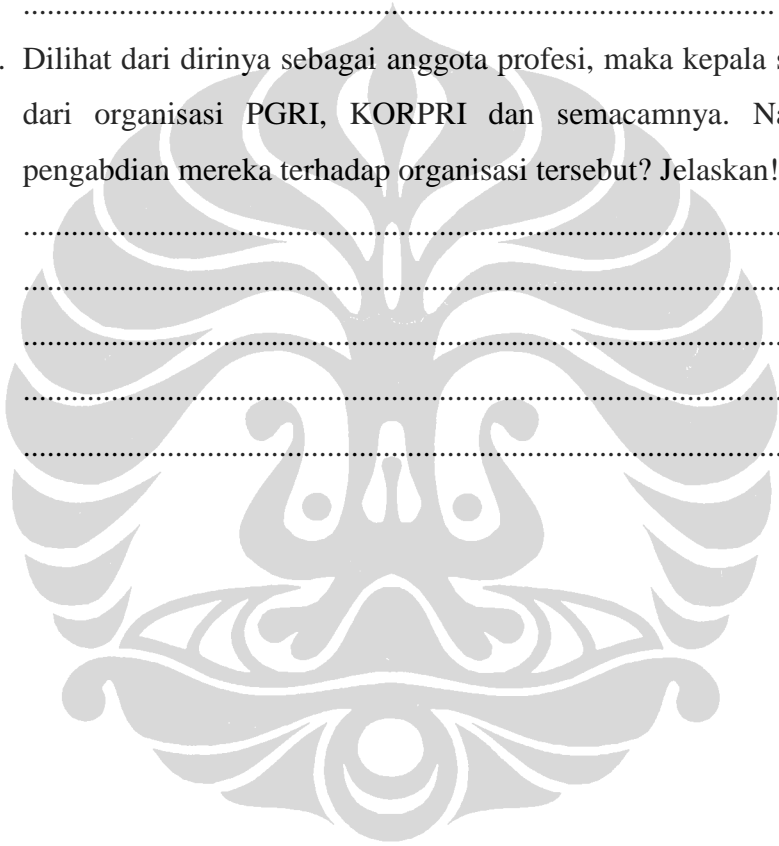 ..............................................................................................
. Dilihat dari dirinya sebagai anggota profesi, maka kepala
dari organisasi PGRI, KORPRI dan semacamnya.
pengabdian mereka terhadap organisasi tersebut? Jelaskan!
..............................................................................................
..............................................................................................
..............................................................................................
..............................................................................................
..............................................................................................